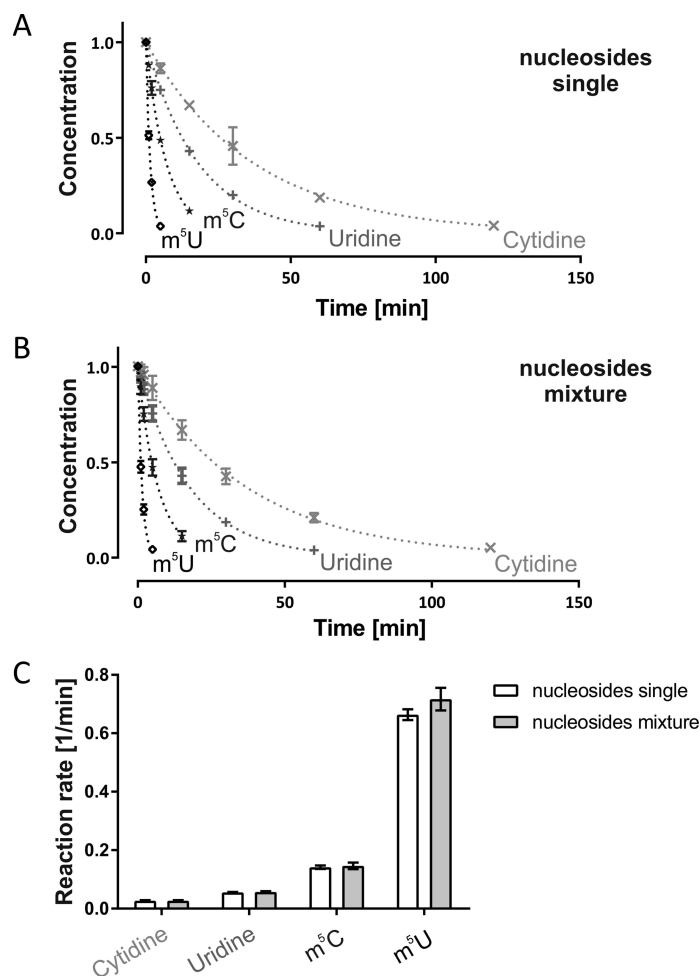 A
nucleosides
single
Concentration
1.0
0.5
0.0
m⁵U
m⁵C
Uridine
Cytidine
0
50
100
150
Time [min]
B
nucleosides
mixture
Concentration
1.0
0.5
0.0
m⁵C
m⁵U
Uridine
Cytidine
0
50
100
150
Time [min]
C
Reaction rate [1/min]
0.8
0.6
0.4
0.2
0.0
nucleosides single
nucleosides mixture
Cytidine
Uridine
m⁵C
m⁵U